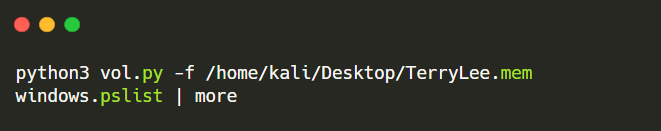 python3 vol.py -f /home/kali/Desktop/TerryLee.mem
windows.pslist | more